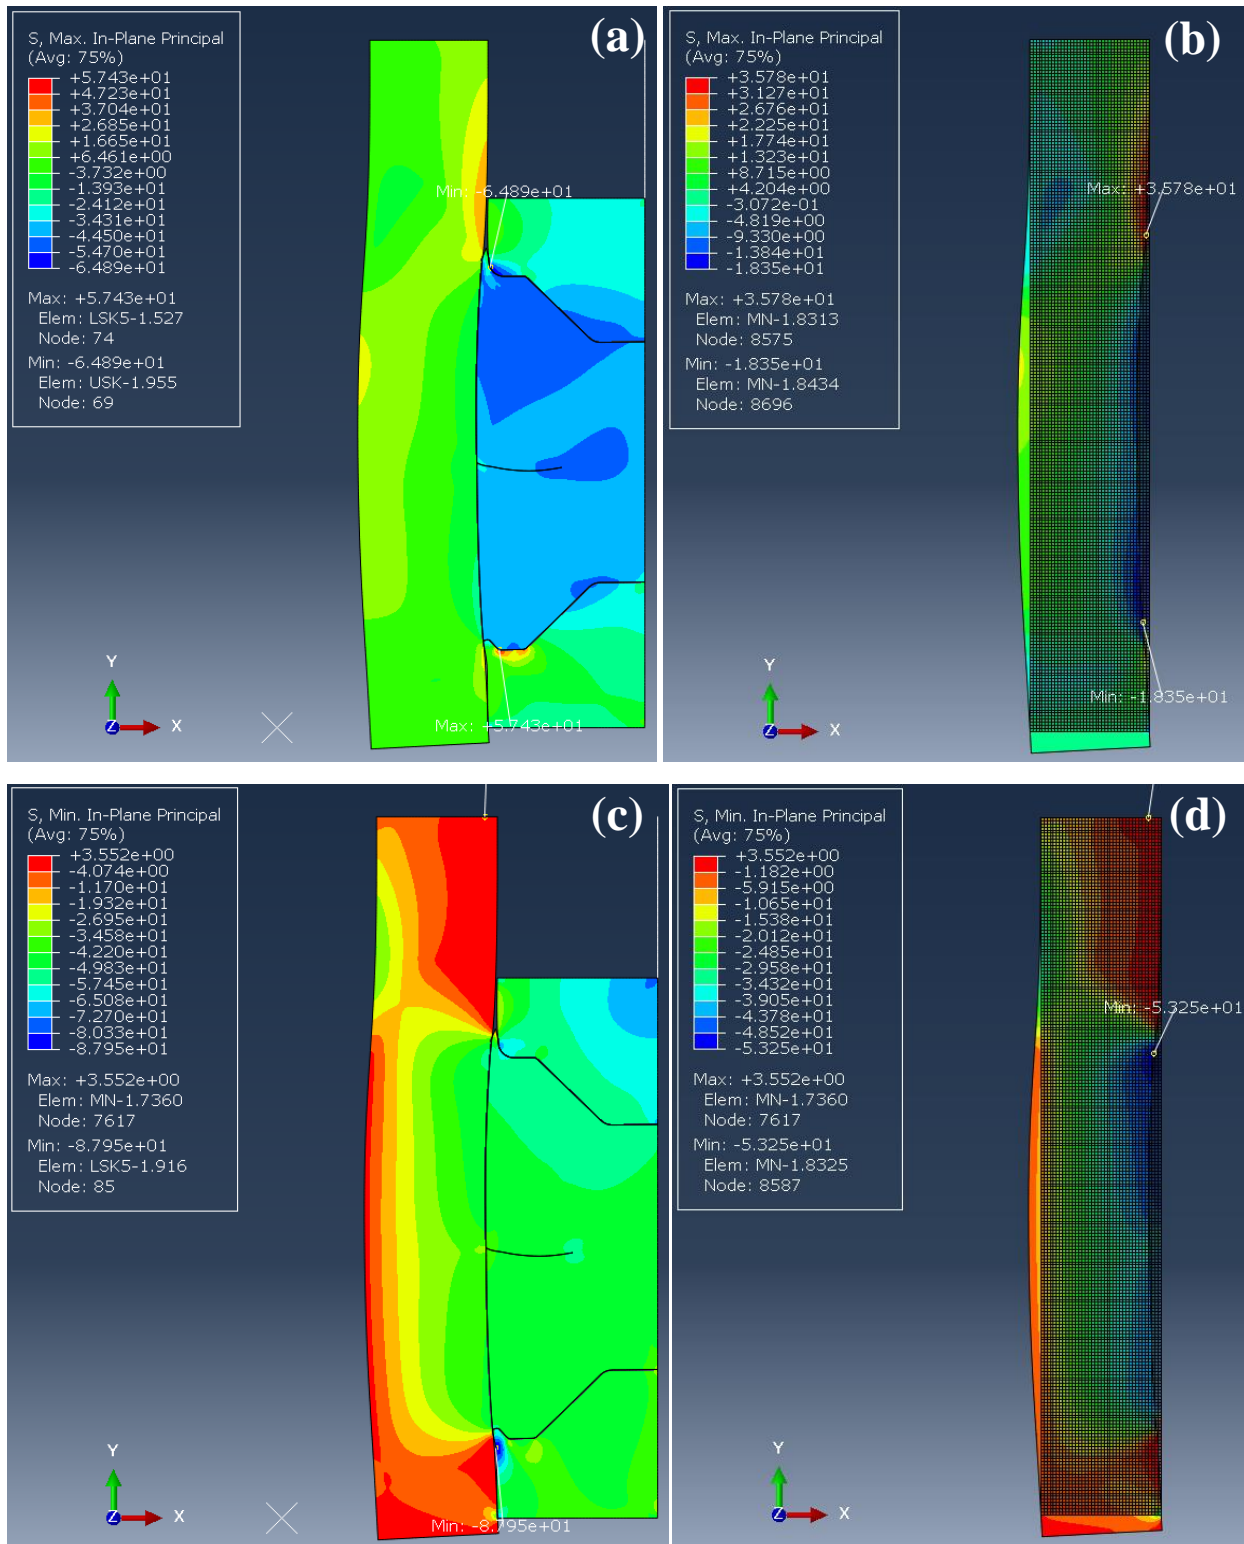 (a)
S, Max. In-Plane Principal
(Avg: 75%)
+5.743e+01
+4.723e+01
+3.704e+01
+2.685e+01
+1.665e+01
+6.461e+00
-3.732e+00
-1.393e+01
-2.412e+01
-3.431e+01
-4.450e+01
-5.470e+01
-6.489e+01
Max: +5.743e+01
Elem: LSK5-1.527
Node: 74
Min: -6.489e+01
Elem: USK-1.955
Node: 69
Min: -6.489e+01
Max: +5.743e+01
Y
Z
X
(b)
S, Max. In-Plane Principal
(Avg: 75%)
+3.578e+01
+3.127e+01
+2.676e+01
+2.225e+01
+1.774e+01
+1.323e+01
+8.715e+00
+4.204e+00
-3.072e-01
-4.819e+00
-9.330e+00
-1.384e+01
-1.835e+01
Max: +3.578e+01
Elem: MN-1.8313
Node: 8575
Min: -1.835e+01
Elem: MN-1.8434
Node: 8696
Max: +3.578e+01
Min: -1.835e+01
Y
Z
X
(c)
S, Min. In-Plane Principal
(Avg: 75%)
+3.552e+00
-4.074e+00
-1.170e+01
-1.932e+01
-2.695e+01
-3.458e+01
-4.220e+01
-4.983e+01
-5.745e+01
-6.508e+01
-7.270e+01
-8.033e+01
-8.795e+01
Max: +3.552e+00
Elem: MN-1.7360
Node: 7617
Min: -8.795e+01
Elem: LSK5-1.916
Node: 85
Min: -8.795e+01
Y
Z
X
(d)
S, Min. In-Plane Principal
(Avg: 75%)
+3.552e+00
-1.182e+00
-5.915e+00
-1.065e+01
-1.538e+01
-2.012e+01
-2.485e+01
-2.958e+01
-3.432e+01
-3.905e+01
-4.378e+01
-4.852e+01
-5.325e+01
Max: +3.552e+00
Elem: MN-1.7360
Node: 7617
Min: -5.325e+01
Elem: MN-1.8325
Node: 8587
Min: -5.325e+01
Y
Z
X